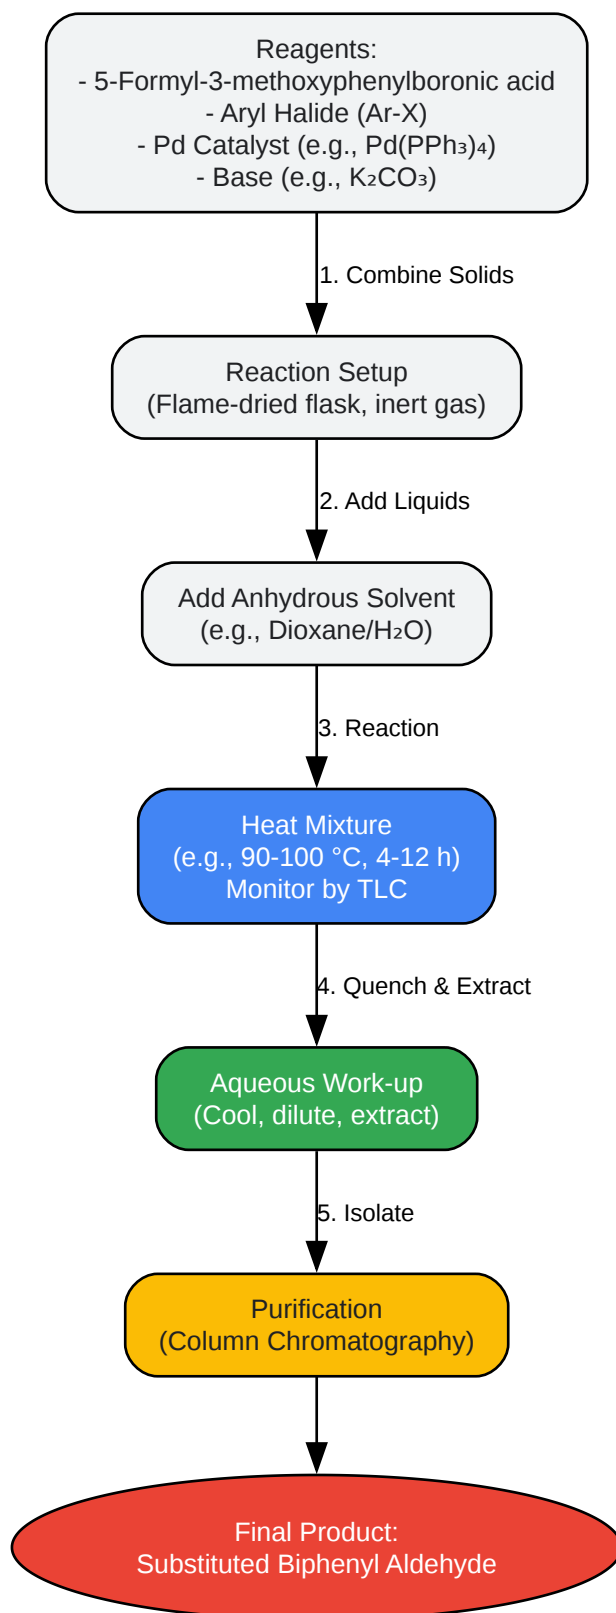 Reagents:
- 5-Formyl-3-methoxyphenylboronic acid
- Aryl Halide (Ar-X)
- Pd Catalyst (e.g., Pd(PPh₃)₄)
- Base (e.g., K₂CO₃)
1. Combine Solids
Reaction Setup
(Flame-dried flask, inert gas)
2. Add Liquids
Add Anhydrous Solvent
(e.g., Dioxane/H₂O)
3. Reaction
Heat Mixture
(e.g., 90-100 °C, 4-12 h)
Monitor by TLC
4. Quench & Extract
Aqueous Work-up
(Cool, dilute, extract)
5. Isolate
Purification
(Column Chromatography)
Final Product:
Substituted Biphenyl Aldehyde